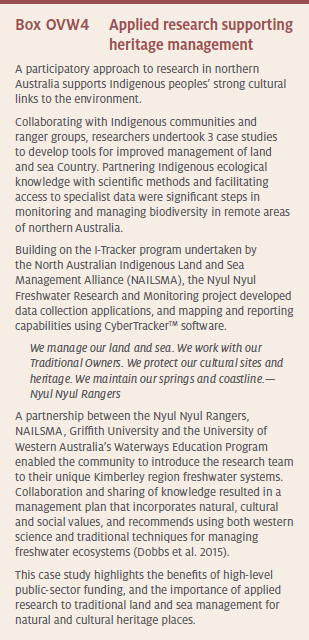 Box OVW4 Applied research supporting
heritage management
A participatory approach to research in northern
Australia supports Indigenous peoples’ strong cultural
links to the environment.
Collaborating with Indigenous communities and
ranger groups, researchers undertook 3 case studies
to develop tools for improved management of land
and sea Country. Partnering Indigenous ecological
knowledge with scientific methods and facilitating
access to specialist data were significant steps in
monitoring and managing biodiversity in remote areas
of northern Australia.
Building on the I-Tracker program undertaken by
the North Australian Indigenous Land and Sea
Management Alliance (NAILSMA), the Nyul Nyul
Freshwater Research and Monitoring project developed
data collection applications, and mapping and reporting
capabilities using CyberTracker™ software.
We manage our land and sea. We work with our
Traditional Owners. We protect our cultural sites and
heritage. We maintain our springs and coastline.—
Nyul Nyul Rangers
A partnership between the Nyul Nyul Rangers,
NAILSMA, Griffith University and the University of
Western Australia’s Waterways Education Program
enabled the community to introduce the research team
to their unique Kimberley region freshwater systems.
Collaboration and sharing of knowledge resulted in a
management plan that incorporates natural, cultural
and social values, and recommends using both western
science and traditional techniques for managing
freshwater ecosystems (Dobbs et al. 2015).
This case study highlights the benefits of high-level
public-sector funding, and the importance of applied
research to traditional land and sea management for
natural and cultural heritage places.